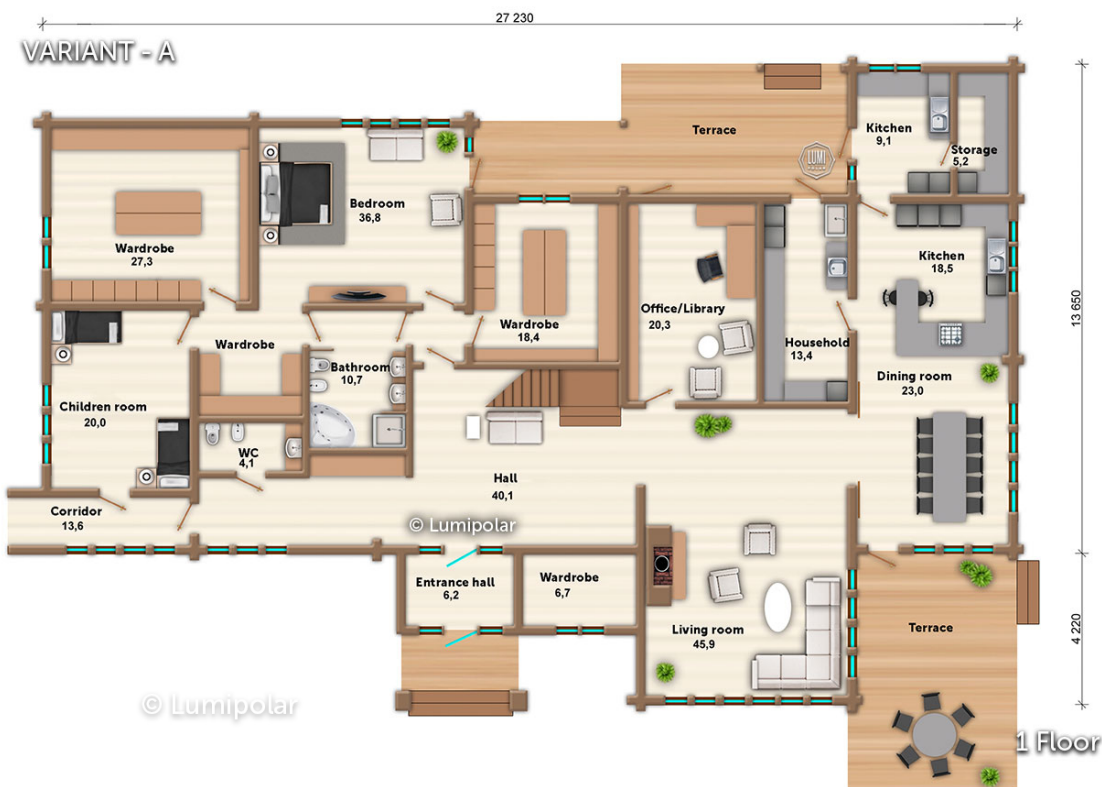 27 230
VARIANT - A
Terrace
Kitchen
9,1
Storage
5,2
LUMI
POLAR
Bedroom
36,8
Wardrobe
27,3
Kitchen
18,5
Wardrobe
18,4
Office/Library
20,3
Household
13,4
13 650
Wardrobe
Bathroom
10,7
Dining room
23,0
Children room
20,0
WC
4,1
Hall
40,1
Corridor
13,6
© Lumipolar
Entrance hall
6,2
Wardrobe
6,7
Living room
45,9
Terrace
4 220
© Lumipolar
1 Floor